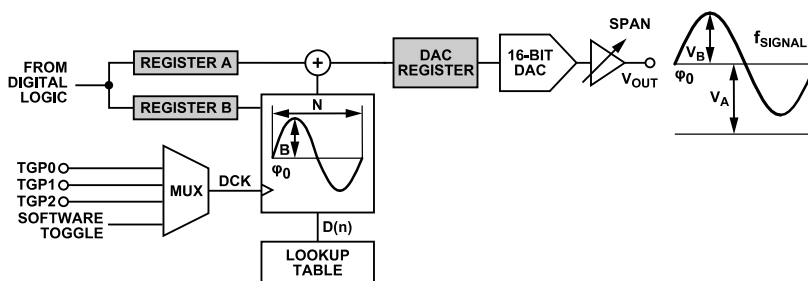 FROM
DIGITAL
LOGIC
REGISTER A
REGISTER B
+
DAC
REGISTER
16-BIT
DAC
SPAN
VOUT
fSIGNAL
VB
φ0
VA
N
B
φ0
TGP0
TGP1
TGP2
SOFTWARE
TOGGLE
MUX
DCK
D(n)
LOOKUP
TABLE